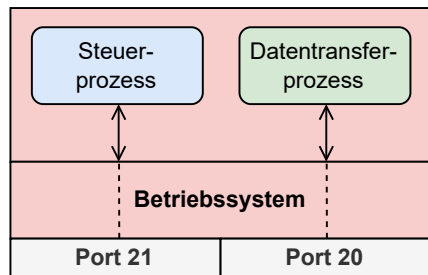 Steuer-
prozess
Datentransfer-
prozess
Betriebssystem
Port 21
Port 20